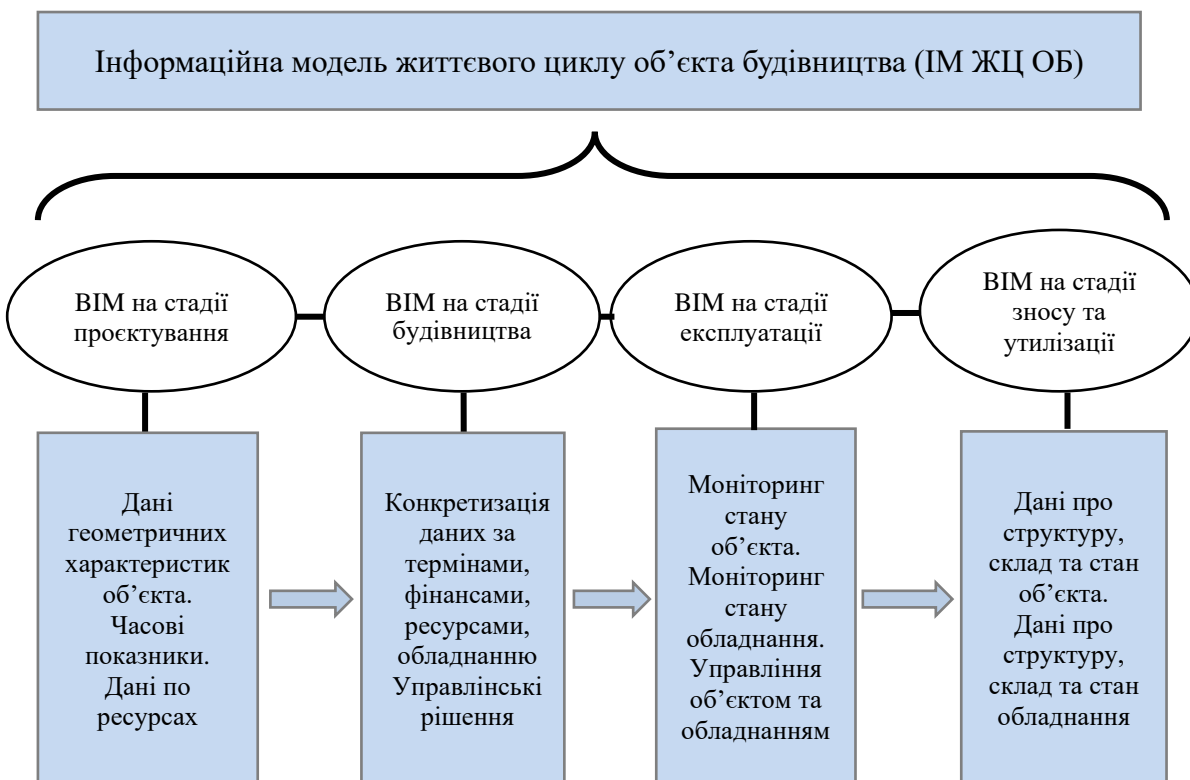 Інформаційна модель життєвого циклу об’єкта будівництва (ІМ ЖЦ ОБ)
ВІМ на стадії
проєктування
ВІМ на стадії
будівництва
ВІМ на стадії
експлуатації
ВІМ на стадії
зносу та
утилізації
Дані
геометричних
характеристик
об’єкта.
Часові
показники.
Дані по
ресурсах
Конкретизація
даних за
термінами,
фінансами,
ресурсами,
обладнанню
Управлінські
рішення
Моніторинг
стану
об’єкта.
Моніторинг
стану
обладнання.
Управління
об’єктом та
обладнанням
Дані про
структуру,
склад та стан
об’єкта.
Дані про
структуру,
склад та стан
обладнання